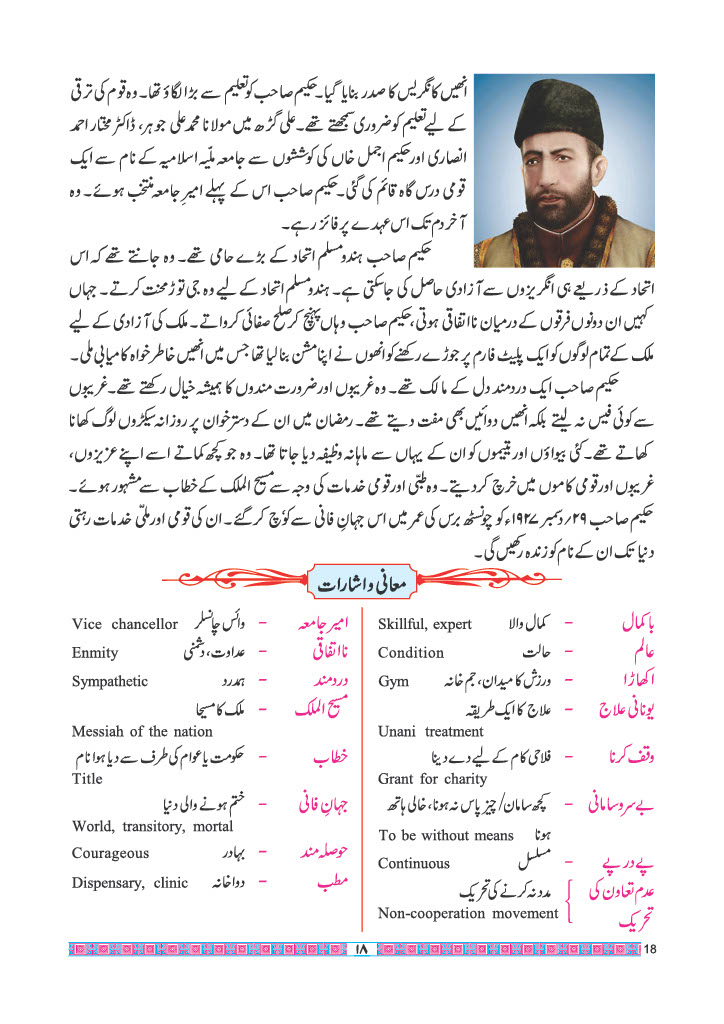 انھیں کانگریس کا صدر بنایا گیا۔ حکیم صاحب کو تعلیم سے بڑا لگاؤ تھا۔ وہ قوم کی ترقی
کے لیے تعلیم کو ضروری سمجھتے تھے۔ علی گڑھ میں مولانا محمد علی جوہر، ڈاکٹر مختار احمد
انصاری اور حکیم اجمل خاں کی کوششوں سے جامعہ ملّیہ اسلامیہ کے نام سے ایک
قومی درس گاہ قائم کی گئی۔ حکیم صاحب اس کے پہلے امیرِ جامعہ منتخب ہوئے۔ وہ
آخر دم تک اس عہدے پر فائز رہے۔
حکیم صاحب ہندو مسلم اتحاد کے بڑے حامی تھے۔ وہ جانتے تھے کہ اس
اتحاد کے ذریعے ہی انگریزوں سے آزادی حاصل کی جاسکتی ہے۔ ہندو مسلم اتحاد کے لیے وہ جی توڑ محنت کرتے۔ جہاں
کہیں ان دونوں فرقوں کے درمیان نااتفاقی ہوتی، حکیم صاحب وہاں پہنچ کر صلح صفائی کرواتے۔ ملک کی آزادی کے لیے
ملک کے تمام لوگوں کو ایک پلیٹ فارم پر جوڑے رکھنے کو انھوں نے اپنا مشن بنا لیا تھا جس میں انھیں خاطر خواہ کامیابی ملی۔
حکیم صاحب ایک دردمند دل کے مالک تھے۔ وہ غریبوں اور ضرورت مندوں کا ہمیشہ خیال رکھتے تھے۔ غریبوں
سے کوئی فیس نہ لیتے بلکہ انھیں دوائیں بھی مفت دیتے تھے۔ رمضان میں ان کے دسترخوان پر روزانہ سیکڑوں لوگ کھانا
کھاتے تھے۔ کئی بیواؤں اور یتیموں کو ان کے یہاں سے ماہانہ وظیفہ دیا جاتا تھا۔ وہ جو کچھ کماتے اسے اپنے عزیزوں،
غریبوں اور قومی کاموں میں خرچ کر دیتے۔ وہ طبّی اور قومی خدمات کی وجہ سے مسیح الملک کے خطاب سے مشہور ہوئے۔
حکیم صاحب ۲۹؍ دسمبر ۱۹۲۷ء کو چونسٹھ برس کی عمر میں اس جہانِ فانی سے کُوچ کر گئے۔ ان کی قومی اور ملّی خدمات رہتی
دنیا تک ان کے نام کو زندہ رکھیں گی۔
معانی و اشارات
باکمال – کمال والا Skillful, expert
عالم – حالت Condition
اکھاڑا – ورزش کا میدان، جم خانہ Gym
یونانی علاج – علاج کا ایک طریقہ
Unani treatment
وقف کرنا – فلاحی کام کے لیے دے دینا
Grant for charity
بے سروسامانی – کچھ سامان/چیز پاس نہ ہونا، خالی ہاتھ
ہونا To be without means
پے در پے – مسلسل Continuous
عدم تعاون کی تحریک } مدد نہ کرنے کی تحریک
Non-cooperation movement
امیرِ جامعہ – وائس چانسلر Vice chancellor
نااتفاقی – عداوت، دشمنی Enmity
دردمند – ہمدرد Sympathetic
مسیح الملک – ملک کا مسیحا
Messiah of the nation
خطاب – حکومت یا عوام کی طرف سے دیا ہوا نام
Title
جہانِ فانی – ختم ہونے والی دنیا
World, transitory, mortal
حوصلہ مند – بہادر Courageous
مطب – دواخانہ Dispensary, clinic
۱۸
18